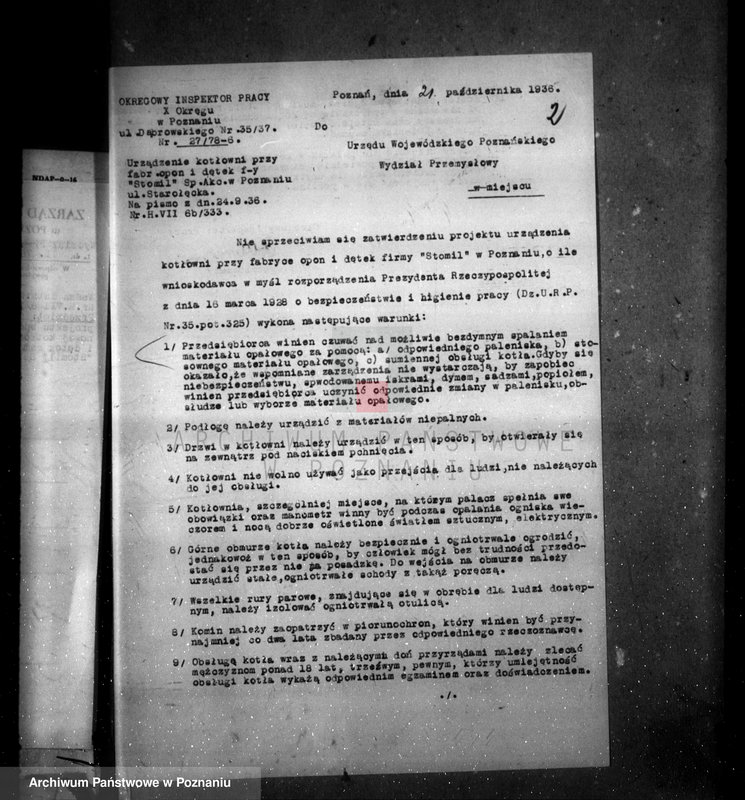 OKRĘGOWY INSPEKTOR PRACY
X Okręgu
w Poznaniu
ul.Dąbrowskiego Nr.35/37.
Nr. 27/78-6.
Poznań, dnia 21 października 1936.
2
Do
Urzędu Wojewódzkiego Poznańskiego
Wydział Przemysłowy
w miejscu
Urządzenie kotłowni przy
fabr.opon i dętek f-y
"Stomil" Sp.Akc.w Poznaniu
ul.Starołęcka.
Na pismo z dn.24.9.36.
Nr.H.VII 6b/333.
Nie sprzeciwiam się zatwierdzeniu projektu urządzenia
kotłowni przy fabryce opon i dętek firmy "Stomil" w Poznaniu,o ile
wnioskodawca w myśl rozporządzenia Prezydenta Rzeczypospolitej
z dnia 16 marca 1928 o bezpieczeństwie i higienie pracy (Dz.U.R.P.
Nr.35.poz.325) wykona następujące warunki:
1/ Przedsiębiorca winien czuwać nad możliwie bezdymnym spalaniem
materiału opałowego za pomocą: a/ odpowiedniego paleniska, b) sto-
sownego materiału opałowego, c) sumiennej obsługi kotła.Gdyby się
okazało,że wspomniane zarządzenia nie wystarczają, by zapobiec
niebezpieczeństwu, spwodowanemu iskrami, dymem, sadzami,popiołem,
winien przedsiębiorca uczynić odpowiednie zmiany w palenisku,ob-
słudze lub wyborze materiału opałowego.
2/ Podłogę należy urządzić z materiałów niepalnych.
3/ Drzwi w kotłowni należy urządzić w ten sposób, by otwierały się
na zewnątrz pod naciskiem pchnięcia.
4/ Kotłowni nie wolno używać jako przejścia dla ludzi,nie należących
do jej obsługi.
5/ Kotłownia, szczególniej miejsce, na którym palacz spełnia swe
obowiązki oraz manometr winny być podczas opalania ogniska wie-
czorem i nocą dobrze oświetlone światłem sztucznym, elektrycznym.
6/ Górne obmurze kotła należy bezpiecznie i ogniotrwale ogrodzić,
jednakowoż w ten sposób, by człowiek mógł bez trudności przedo-
stać się przez nie na posadzkę. Do wejścia na obmurze należy
urządzić stałe,ogniotrwałe schody z takąż poręczą.
7/ Wszelkie rury parowe, znajdujące się w obrębie dla ludzi dostęp-
nym, należy izolować ogniotrwałą otuliną.
8/ Komin należy zaopatrzyć w piorunochron, który winien być przy-
najmniej co dwa lata zbadany przez odpowiedniego rzeczoznawcę.
9/ Obsługę kotła wraz z należącymi doń przyrządami należy zlecać
mężczyznom ponad 18 lat, trzeźwym, pewnym, którzy umiejętność
obsługi kotła wykażą odpowiednim egzaminem oraz doświadczeniem.
./.
NDAP-o-16
ARCHIWUM PAŃSTWOWE
W POZNANIU
Archiwum Państwowe w Poznaniu